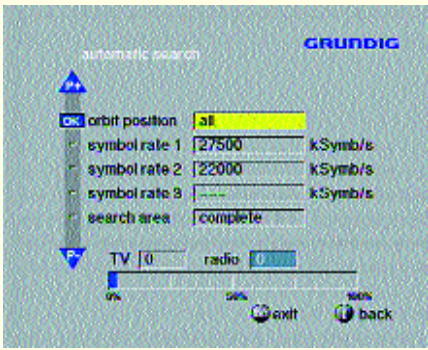 GRUNDIG
automatic search
P+
OK orbit position all
symbol rate 1 27500 kSymb/s
symbol rate 2 22000 kSymb/s
symbol rate 3 --- kSymb/s
search area complete
P-
TV 0 radio 0
0% 50% 100%
exit i back